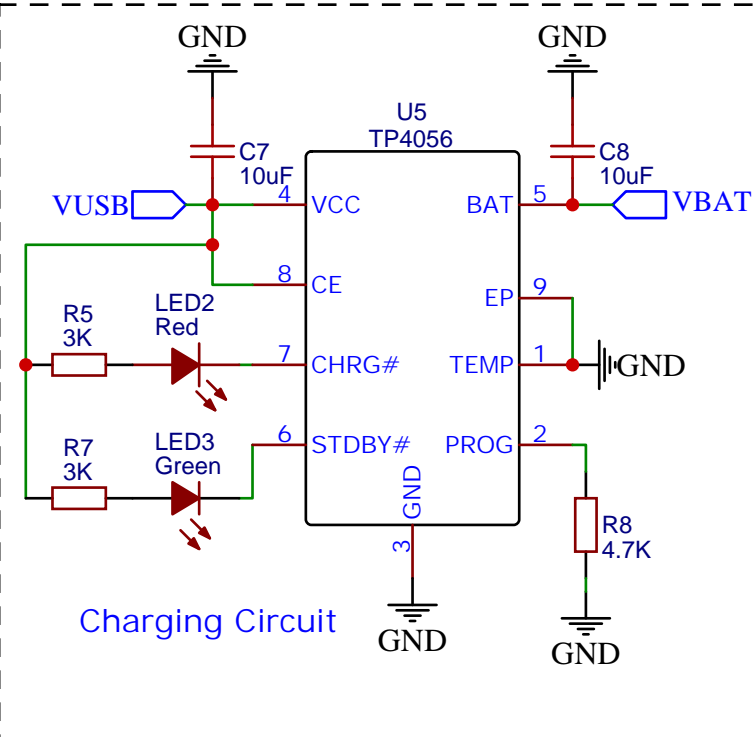 GND
GND
U5
TP4056
C7
10uF
C8
10uF
VUSB
4
VCC
BAT
5
VBAT
8
CE
EP
9
R5
3K
LED2
Red
7
CHRG#
TEMP
1
GND
R7
3K
LED3
Green
6
STDBY#
PROG
2
GND
3
R8
4.7K
Charging Circuit
GND
GND